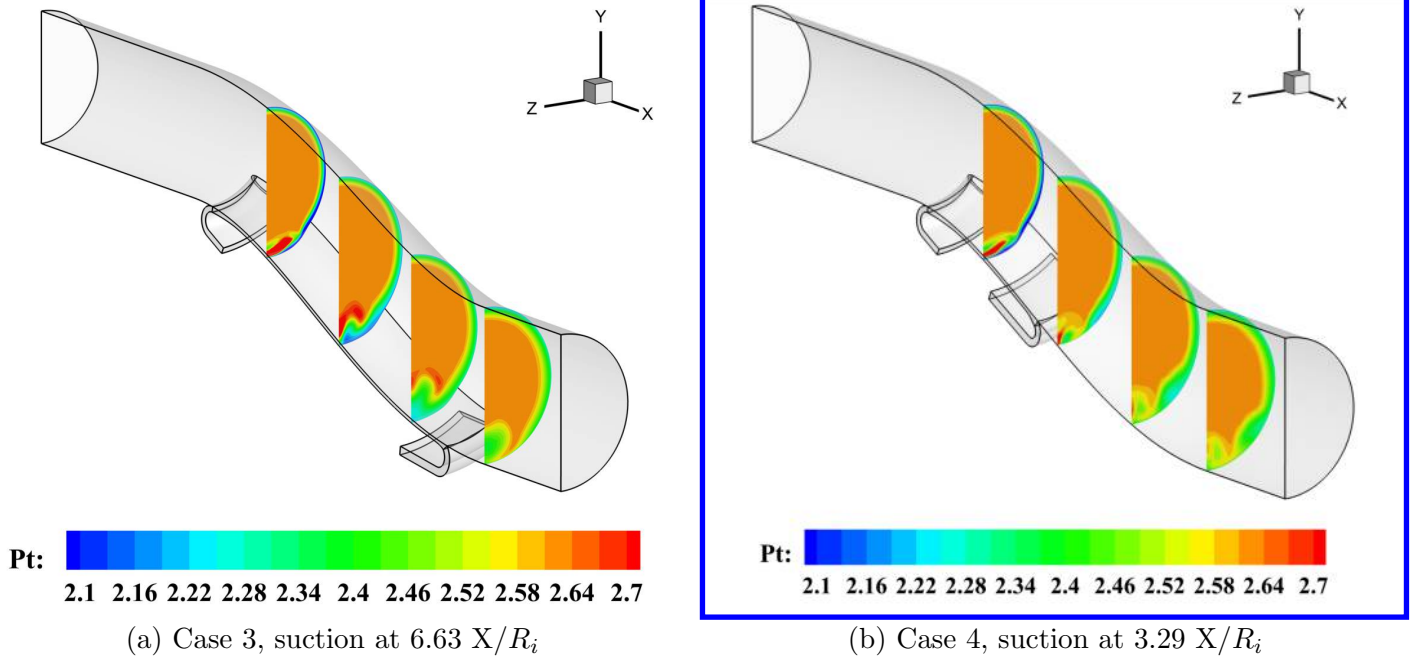 Y
Z
X
Pt:
2.1 2.16 2.22 2.28 2.34 2.4 2.46 2.52 2.58 2.64 2.7
(a) Case 3, suction at 6.63 X/$R_i$
Y
Z
X
Pt:
2.1 2.16 2.22 2.28 2.34 2.4 2.46 2.52 2.58 2.64 2.7
(b) Case 4, suction at 3.29 X/$R_i$